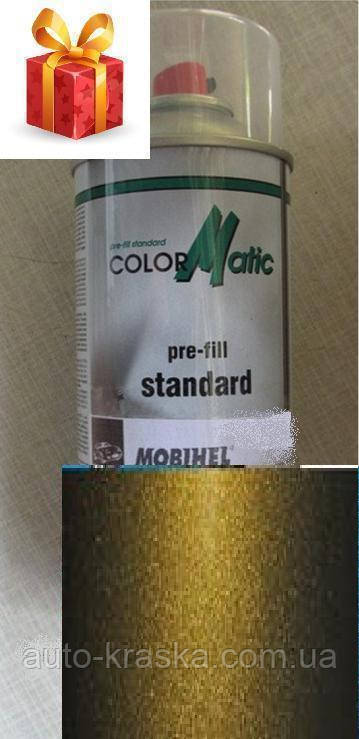 pre-fill standard
COLORMatic
pre-fill
standard
MOBIHEL
auto-kraska.com.ua